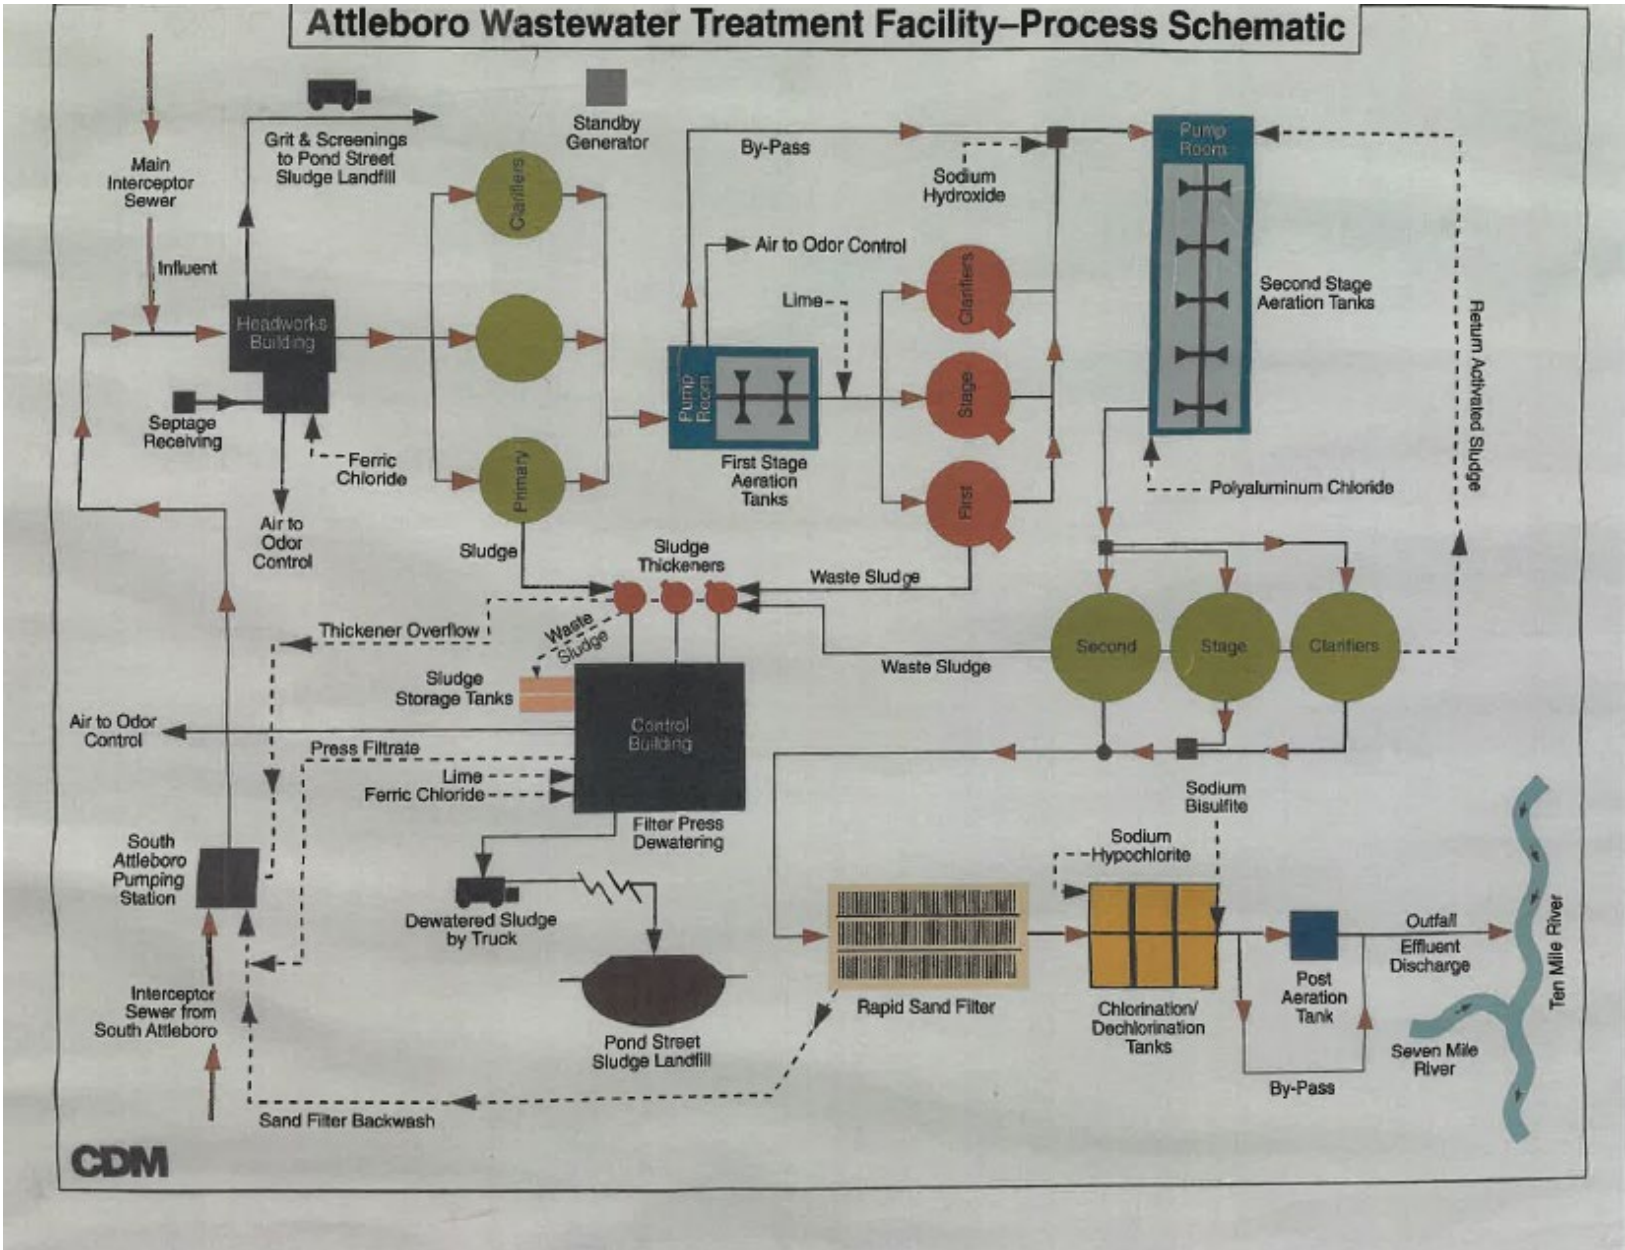 Attleboro Wastewater Treatment Facility–Process Schematic
Main
Interceptor
Sewer
Grit & Screenings
to Pond Street
Sludge Landfill
Standby
Generator
Influent
Headworks
Building
Septage
Receiving
Ferric
Chloride
Air to
Odor
Control
Clarifiers
Primary
By-Pass
Air to Odor Control
Pump
Room
First Stage
Aeration
Tanks
Lime
Clarifiers
Stage
First
Sodium
Hydroxide
Pump
Room
Second Stage
Aeration Tanks
Return Activated Sludge
Polyaluminum Chloride
Sludge
Sludge
Thickeners
Waste Sludge
Thickener Overflow
Waste
Sludge
Waste Sludge
Second
Stage
Clarifiers
Sludge
Storage Tanks
Air to Odor
Control
Control
Building
Press Filtrate
Lime
Ferric Chloride
Filter Press
Dewatering
South
Attleboro
Pumping
Station
Dewatered Sludge
by Truck
Interceptor
Sewer from
South Attleboro
Pond Street
Sludge Landfill
Sand Filter Backwash
Sodium
Bisulfite
Sodium
Hypochlorite
Rapid Sand Filter
Chlorination/
Dechlorination
Tanks
Post
Aeration
Tank
By-Pass
Outfall
Effluent
Discharge
Ten Mile River
Seven Mile
River
CDM